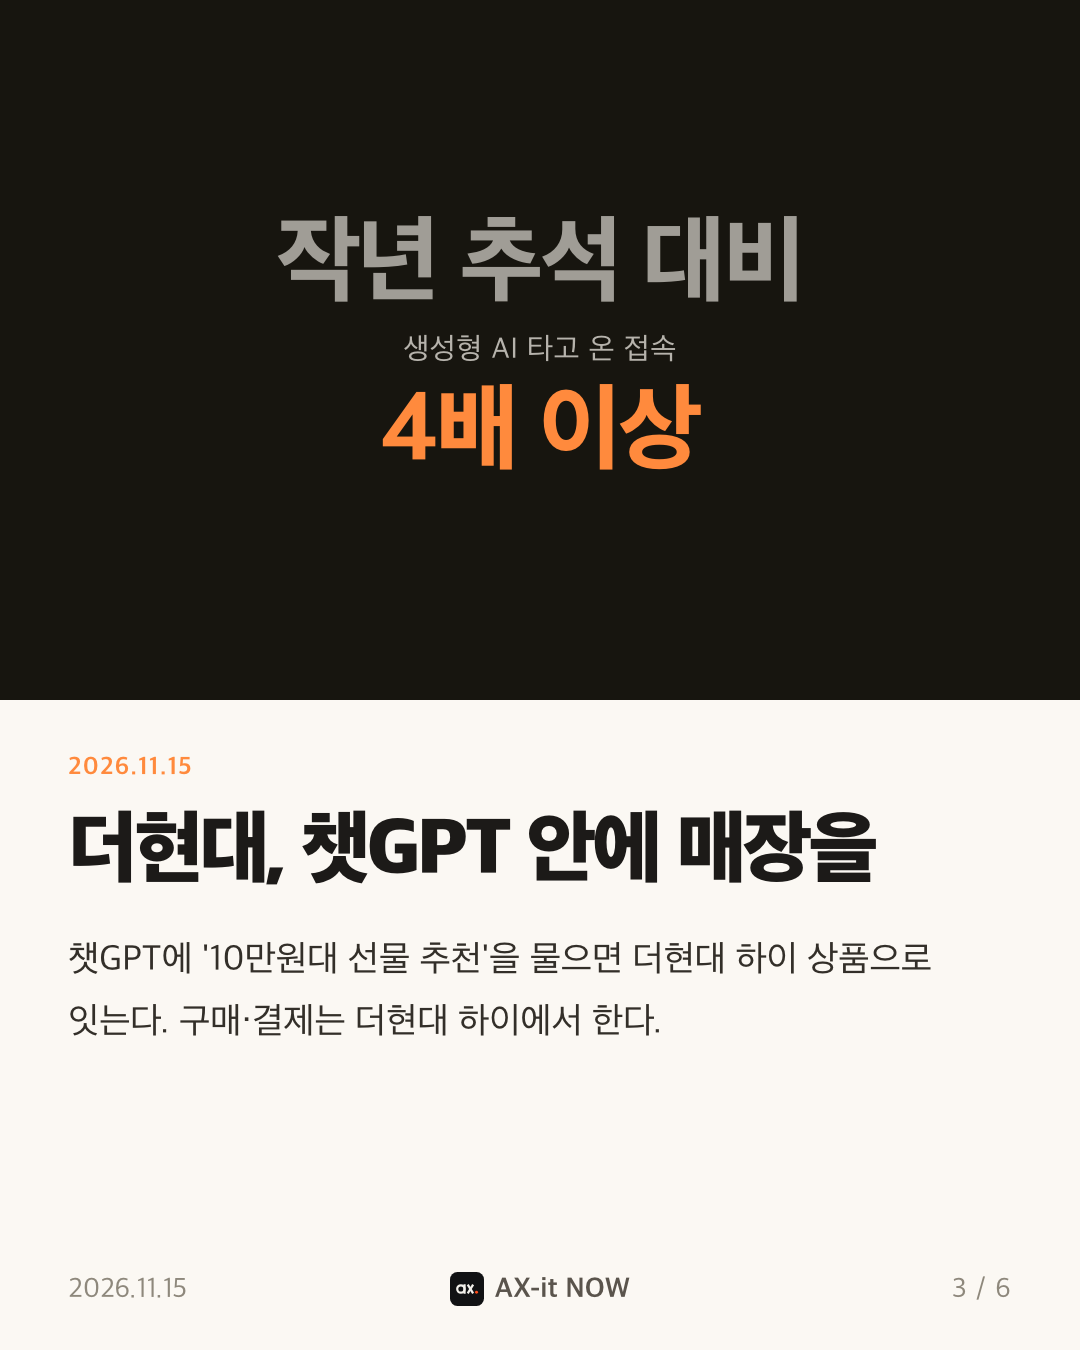 작년 추석 대비
생성형 AI 타고 온 접속
4배 이상
2026.11.15
더현대, 챗GPT 안에 매장을
챗GPT에 '10만원대 선물 추천'을 물으면 더현대 하이 상품으로
잇는다. 구매·결제는 더현대 하이에서 한다.
2026.11.15
ax.
AX-it NOW
3 / 6